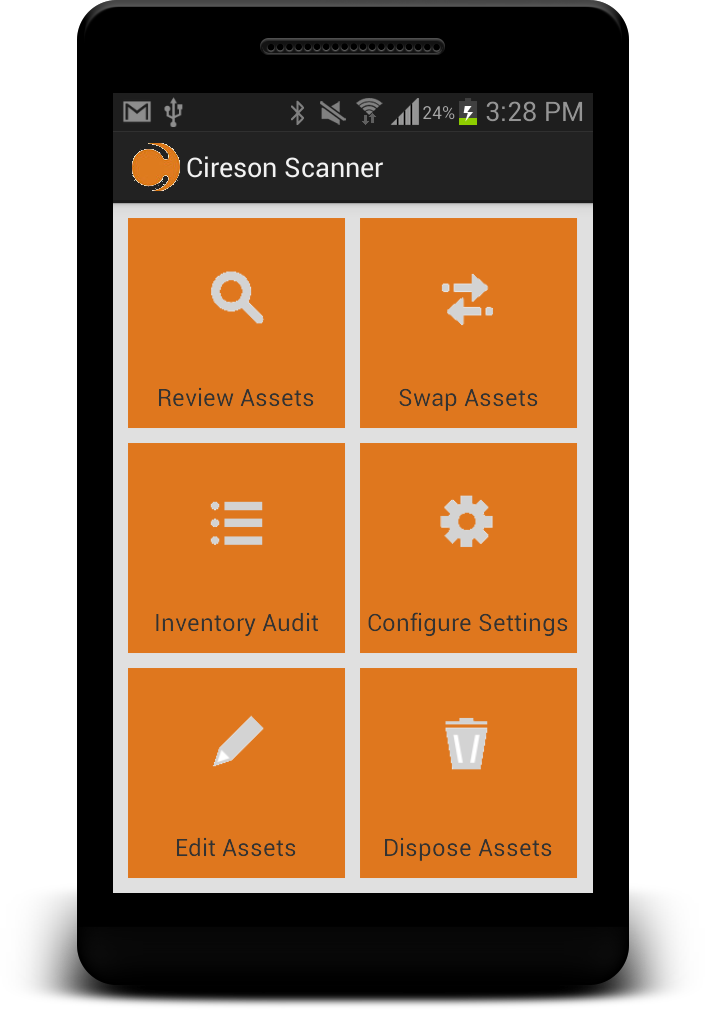 24% 3:28 PM
Cireson Scanner
Review Assets
Swap Assets
Inventory Audit
Configure Settings
Edit Assets
Dispose Assets